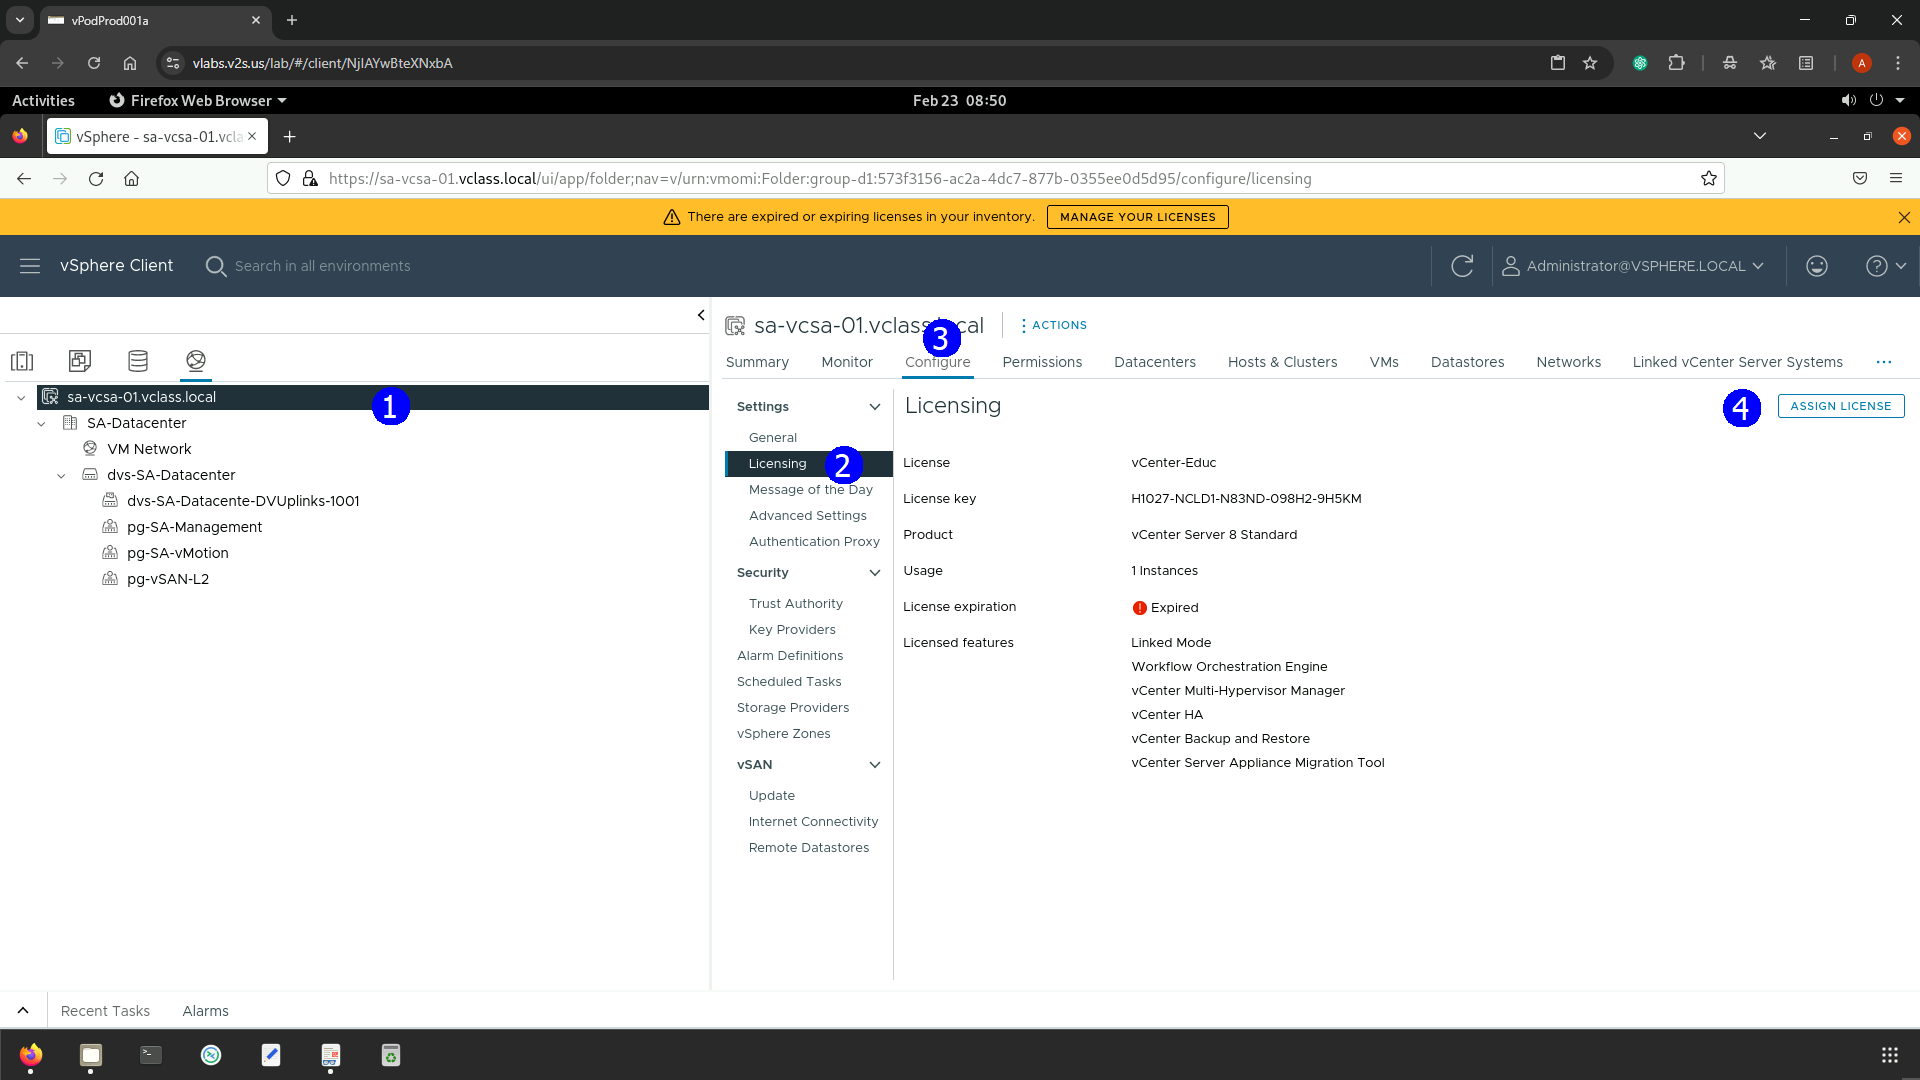 vPodProd001a
vlabs.v2s.us/lab/#/client/NjIAYwBteXNxbA
A
Activities
Firefox Web Browser
Feb 23 08:50
vSphere - sa-vcsa-01.vcla
https://sa-vcsa-01.vclass.local/ui/app/folder;nav=v/urn:vmomi:Folder:group-d1:573f3156-ac2a-4dc7-877b-0355ee0d5d95/configure/licensing
There are expired or expiring licenses in your inventory.
MANAGE YOUR LICENSES
vSphere Client
Search in all environments
Administrator@VSPHERE.LOCAL
sa-vcsa-01.vclass.local
SA-Datacenter
VM Network
dvs-SA-Datacenter
dvs-SA-Datacente-DVUplinks-1001
pg-SA-Management
pg-SA-vMotion
pg-vSAN-L2
1
sa-vcsa-01.vclass.local
ACTIONS
3
Summary Monitor Configure Permissions Datacenters Hosts & Clusters VMs Datastores Networks Linked vCenter Server Systems ...
Settings
General
Licensing
2
Message of the Day
Advanced Settings
Authentication Proxy
Security
Trust Authority
Key Providers
Alarm Definitions
Scheduled Tasks
Storage Providers
vSphere Zones
vSAN
Update
Internet Connectivity
Remote Datastores
Licensing
4
ASSIGN LICENSE
License vCenter-Educ
License key H1027-NCLD1-N83ND-098H2-9H5KM
Product vCenter Server 8 Standard
Usage 1 Instances
License expiration Expired
Licensed features Linked Mode
Workflow Orchestration Engine
vCenter Multi-Hypervisor Manager
vCenter HA
vCenter Backup and Restore
vCenter Server Appliance Migration Tool
Recent Tasks Alarms